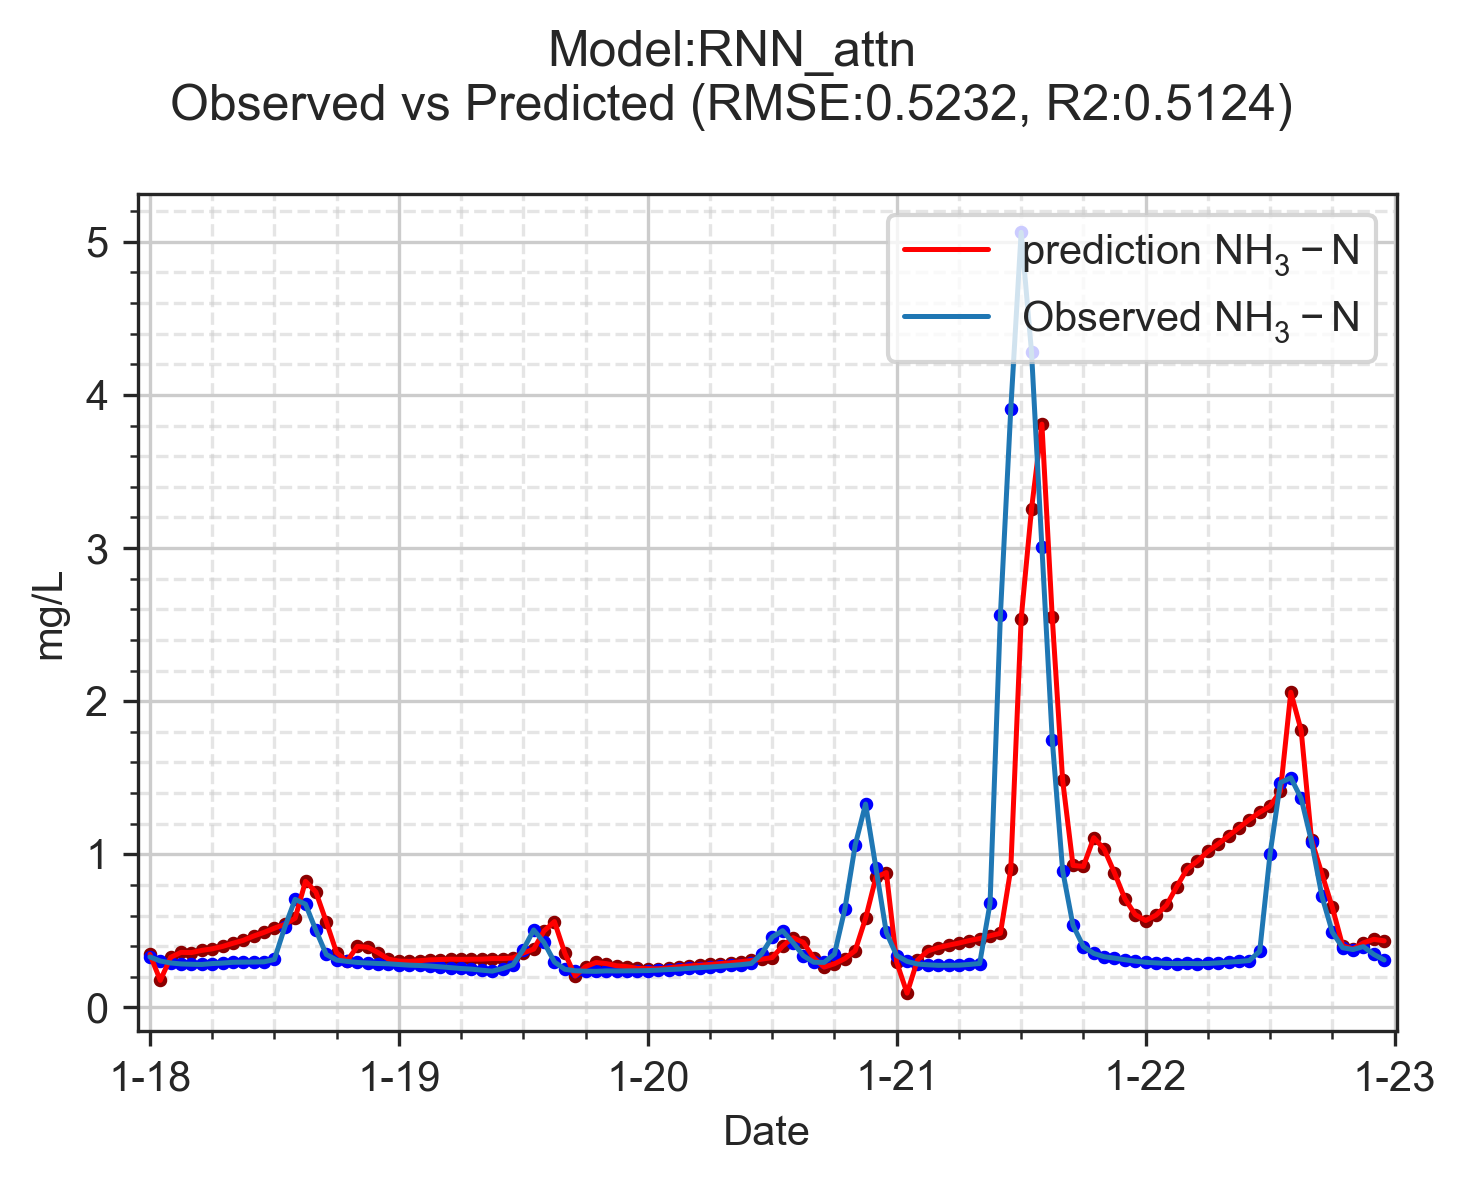 Model:RNN_attn
Observed vs Predicted (RMSE:0.5232, R2:0.5124)
prediction NH₃ − N
Observed NH₃ − N
5
4
3
2
1
0
mg/L
1-18 1-19 1-20 1-21 1-22 1-23
Date